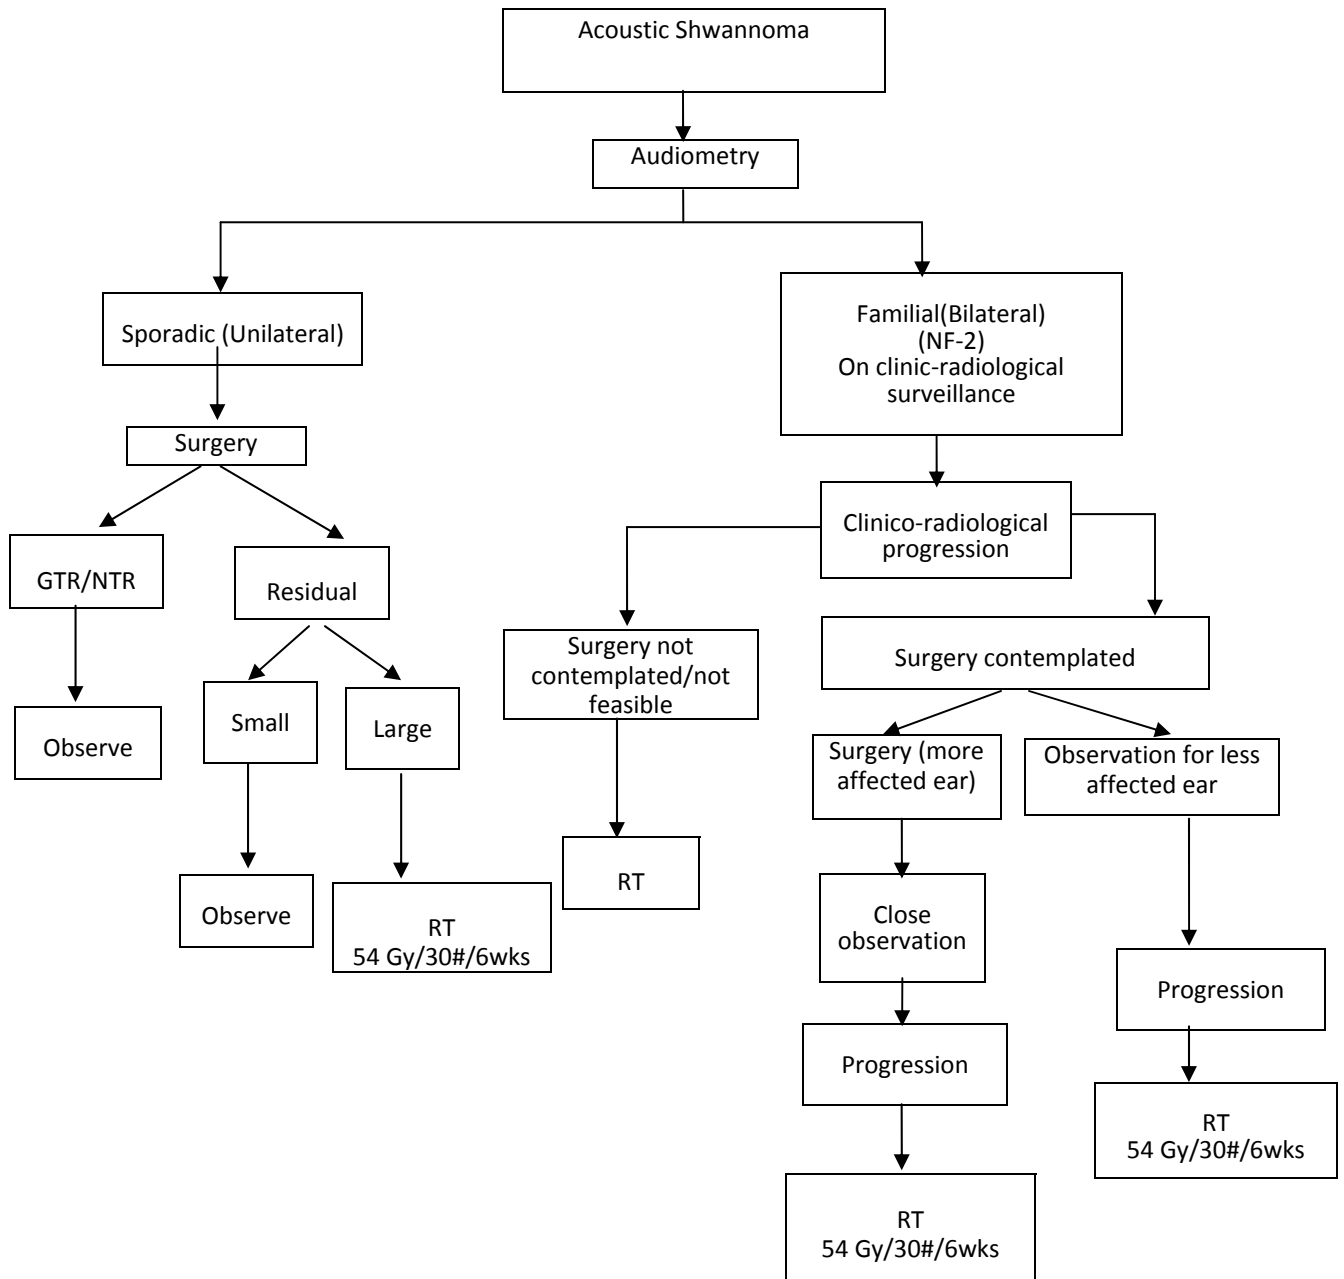 Acoustic Shwannoma
Audiometry
Sporadic (Unilateral)
Familial(Bilateral)
(NF-2)
On clinic-radiological
surveillance
Surgery
Clinico-radiological
progression
GTR/NTR
Residual
Surgery not
contemplated/not
feasible
Surgery contemplated
Observe
Small
Large
Surgery (more
affected ear)
Observation for less
affected ear
Observe
RT
54 Gy/30#/6wks
RT
Close
observation
Progression
Progression
RT
54 Gy/30#/6wks
RT
54 Gy/30#/6wks